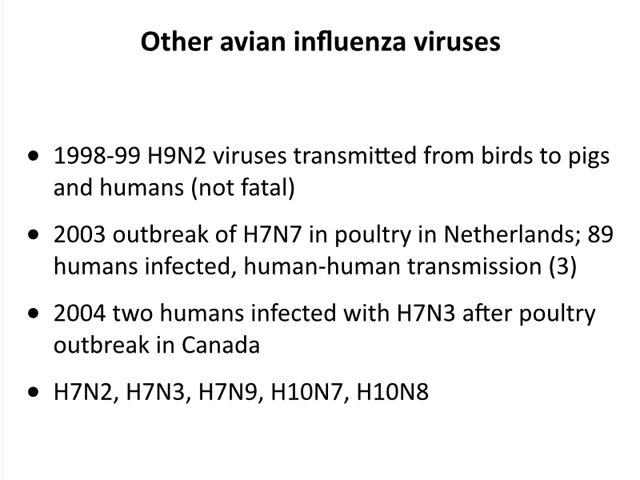 Other avian influenza viruses
• 1998-99 H9N2 viruses transmitted from birds to pigs
and humans (not fatal)
• 2003 outbreak of H7N7 in poultry in Netherlands; 89
humans infected, human-human transmission (3)
• 2004 two humans infected with H7N3 after poultry
outbreak in Canada
• H7N2, H7N3, H7N9, H10N7, H10N8